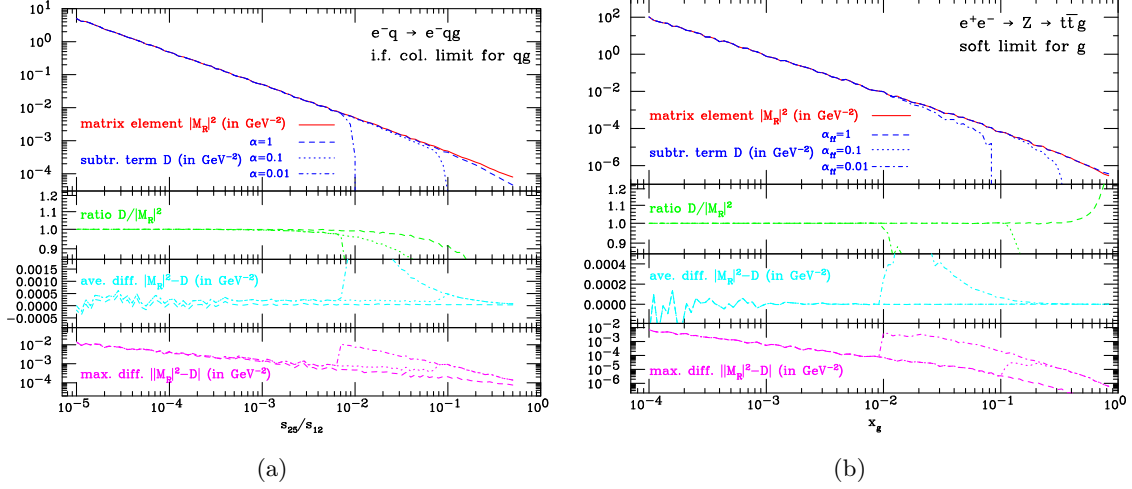 10^1
10^0
10^-1
10^-2
10^-3
10^-4
e^-q → e^-qg
i.f. col. limit for qg
matrix element |M_R|^2 (in GeV^-2)
α=1
subtr. term D (in GeV^-2) α=0.1
α=0.01
1.2
1.1
1.0
0.9
ratio D/|M_R|^2
0.0015
0.0010
0.0005
0.0000
−0.0005
ave. diff. |M_R|^2−D (in GeV^-2)
10^-2
10^-3
10^-4
max. diff. ||M_R|^2−D| (in GeV^-2)
10^-5 10^-4 10^-3 10^-2 10^-1 10^0
s_25/s_12
(a)
10^2
10^0
10^-2
10^-4
10^-6
e^+e^- → Z → tt̅g
soft limit for g
matrix element |M_R|^2 (in GeV^-2)
α_ff=1
subtr. term D (in GeV^-2) α_ff=0.1
α_ff=0.01
1.2
1.1
1.0
0.9
ratio D/|M_R|^2
0.0004
0.0002
0.0000
ave. diff. |M_R|^2−D (in GeV^-2)
10^-2
10^-3
10^-4
10^-5
10^-6
max. diff. ||M_R|^2−D| (in GeV^-2)
10^-4 10^-3 10^-2 10^-1 10^0
x_g
(b)